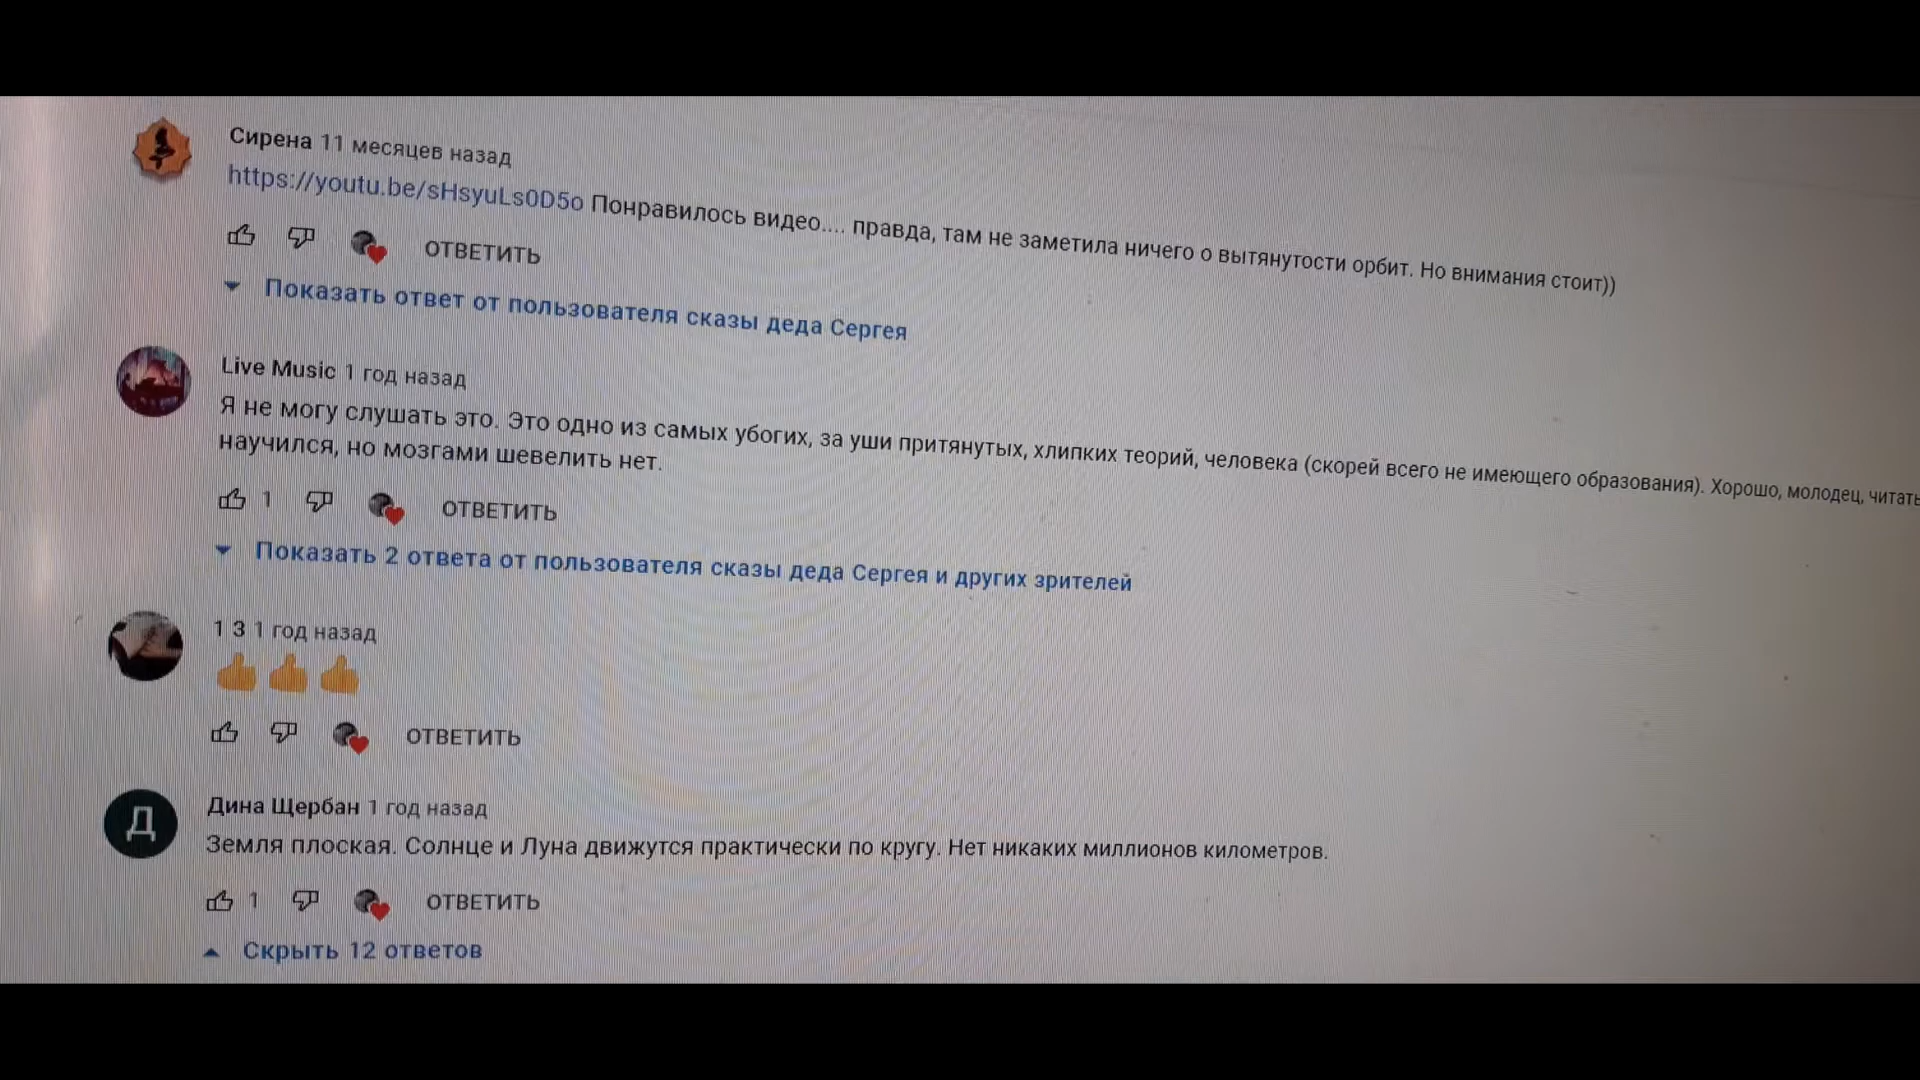 Сирена 11 месяцев назад
https://youtu.be/sHsyuLs0D5o Понравилось видео.... правда, там не заметила ничего о вытянутости орбит. Но внимания стоит))
ОТВЕТИТЬ
Показать ответ от пользователя сказы деда Сергея
Live Music 1 год назад
Я не могу слушать это. Это одно из самых убогих, за уши притянутых, хлипких теорий, человека (скорей всего не имеющего образования). Хорошо, молодец, читать
научился, но мозгами шевелить нет.
1 ОТВЕТИТЬ
Показать 2 ответа от пользователя сказы деда Сергея и других зрителей
1 3 1 год назад
👍👍👍
ОТВЕТИТЬ
Д
Дина Щербан 1 год назад
Земля плоская. Солнце и Луна движутся практически по кругу. Нет никаких миллионов километров.
1 ОТВЕТИТЬ
Скрыть 12 ответов